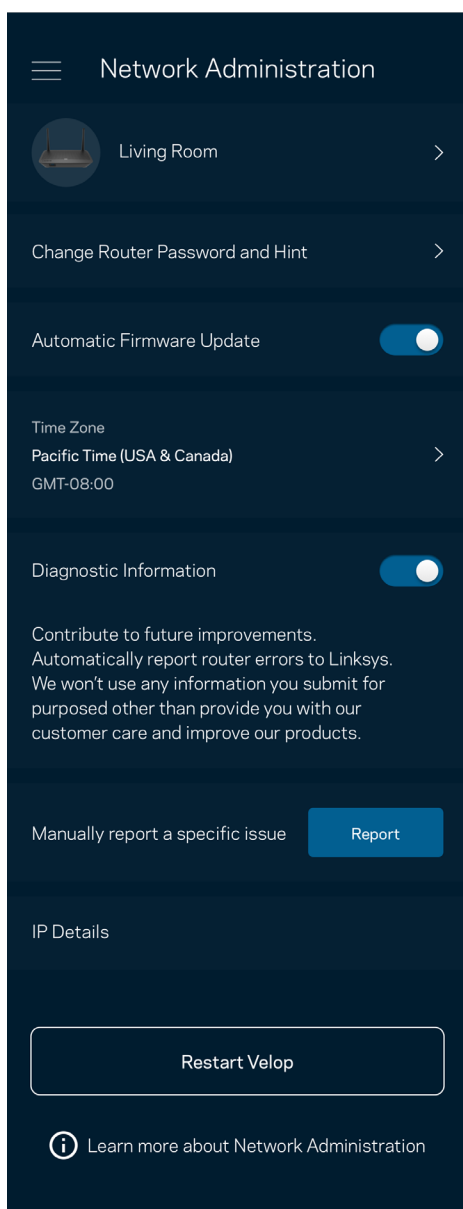 Network Administration
Living Room
Change Router Password and Hint
Automatic Firmware Update
Time Zone
Pacific Time (USA & Canada)
GMT-08:00
Diagnostic Information
Contribute to future improvements.
Automatically report router errors to Linksys.
We won't use any information you submit for
purposed other than provide you with our
customer care and improve our products.
Manually report a specific issue
Report
IP Details
Restart Velop
Learn more about Network Administration